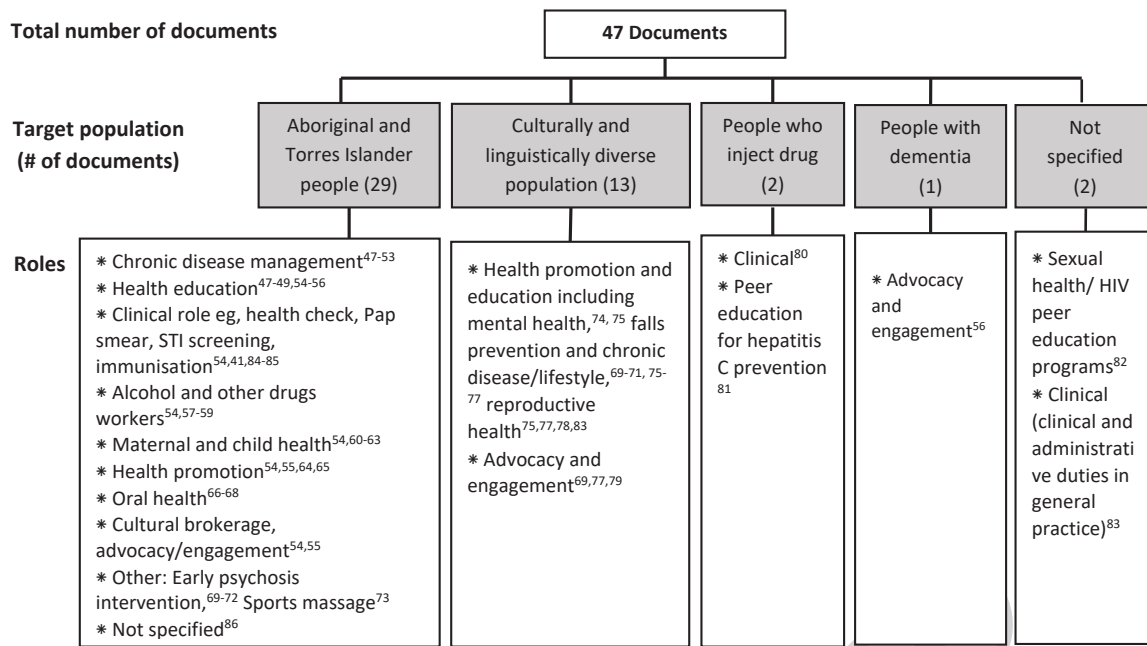 Total number of documents
47 Documents
Target population
(# of documents)
Aboriginal and
Torres Islander
people (29)
Culturally and
linguistically diverse
population (13)
People who
inject drug
(2)
People with
dementia
(1)
Not
specified
(2)
Roles
* Chronic disease management47-53
* Health education47-49,54-56
* Clinical role eg, health check, Pap
smear, STI screening,
immunisation54,41,84-85
* Alcohol and other drugs
workers54,57-59
* Maternal and child health54,60-63
* Health promotion54,55,64,65
* Oral health66-68
* Cultural brokerage,
advocacy/engagement54,55
* Other: Early psychosis
intervention,69-72 Sports massage73
* Not specified86
* Health promotion and
education including
mental health,74, 75 falls
prevention and chronic
disease/lifestyle,69-71, 75-
77 reproductive
health75,77,78,83
* Advocacy and
engagement69,77,79
* Clinical80
* Peer
education
for hepatitis
C prevention
81
* Advocacy
and
engagement56
* Sexual
health/ HIV
peer
education
programs82
* Clinical
(clinical and
administrati
ve duties in
general
practice)83